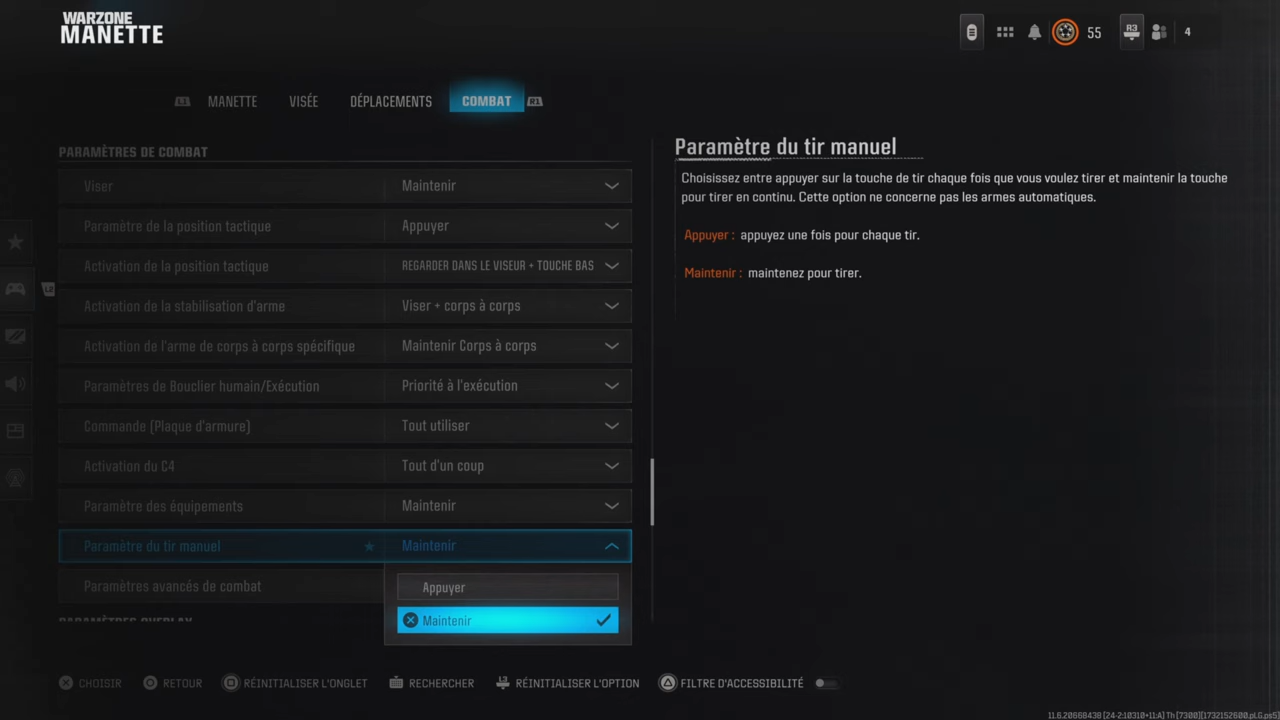 WARZONE
MANETTE
55
R3
4
L1
MANETTE
VISÉE
DÉPLACEMENTS
COMBAT
R1
PARAMÈTRES DE COMBAT
Viser
Maintenir
Paramètre de la position tactique
Appuyer
Activation de la position tactique
REGARDER DANS LE VISEUR + TOUCHE BAS
L2
Activation de la stabilisation d'arme
Viser + corps à corps
Activation de l'arme de corps à corps spécifique
Maintenir Corps à corps
Paramètres de Bouclier humain/Exécution
Priorité à l'exécution
Commande (Plaque d'armure)
Tout utiliser
Activation du C4
Tout d'un coup
Paramètre des équipements
Maintenir
Paramètre du tir manuel
Maintenir
Paramètres avancés de combat
Appuyer
Maintenir
PARAMÈTRES OVERLAY
Paramètre du tir manuel
Choisissez entre appuyer sur la touche de tir chaque fois que vous voulez tirer et maintenir la touche
pour tirer en continu. Cette option ne concerne pas les armes automatiques.
Appuyer : appuyez une fois pour chaque tir.
Maintenir : maintenez pour tirer.
CHOISIR
RETOUR
RÉINITIALISER L'ONGLET
RECHERCHER
RÉINITIALISER L'OPTION
FILTRE D'ACCESSIBILITÉ